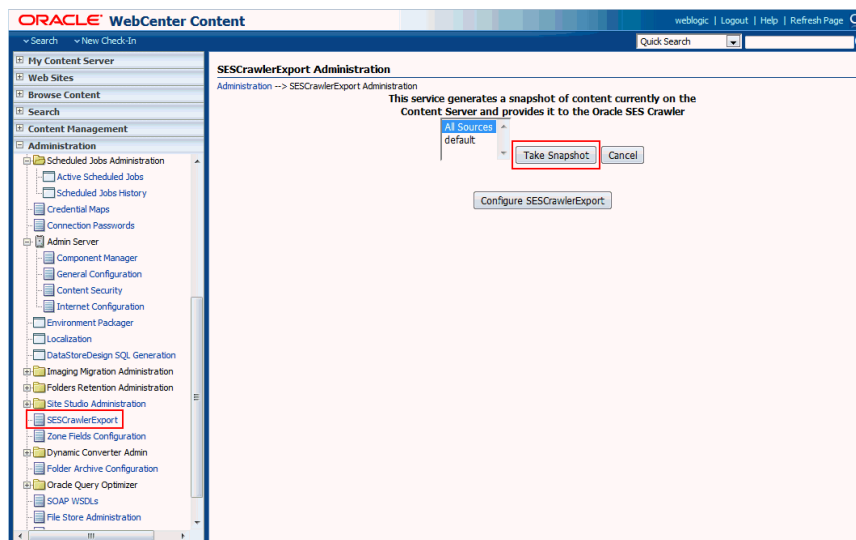 ORACLE® WebCenter Content
weblogic | Logout | Help | Refresh Page
Search New Check-In
Quick Search
My Content Server
Web Sites
Browse Content
Search
Content Management
Administration
Scheduled Jobs Administration
Active Scheduled Jobs
Scheduled Jobs History
Credential Maps
Connection Passwords
Admin Server
Component Manager
General Configuration
Content Security
Internet Configuration
Environment Packager
Localization
DataStoreDesign SQL Generation
Imaging Migration Administration
Folders Retention Administration
Site Studio Administration
SESCrawlerExport
Zone Fields Configuration
Dynamic Converter Admin
Folder Archive Configuration
Oracle Query Optimizer
SOAP WSDLs
File Store Administration
SESCrawlerExport Administration
Administration --> SESCrawlerExport Administration
This service generates a snapshot of content currently on the
Content Server and provides it to the Oracle SES Crawler
All Sources
default
Take Snapshot Cancel
Configure SESCrawlerExport